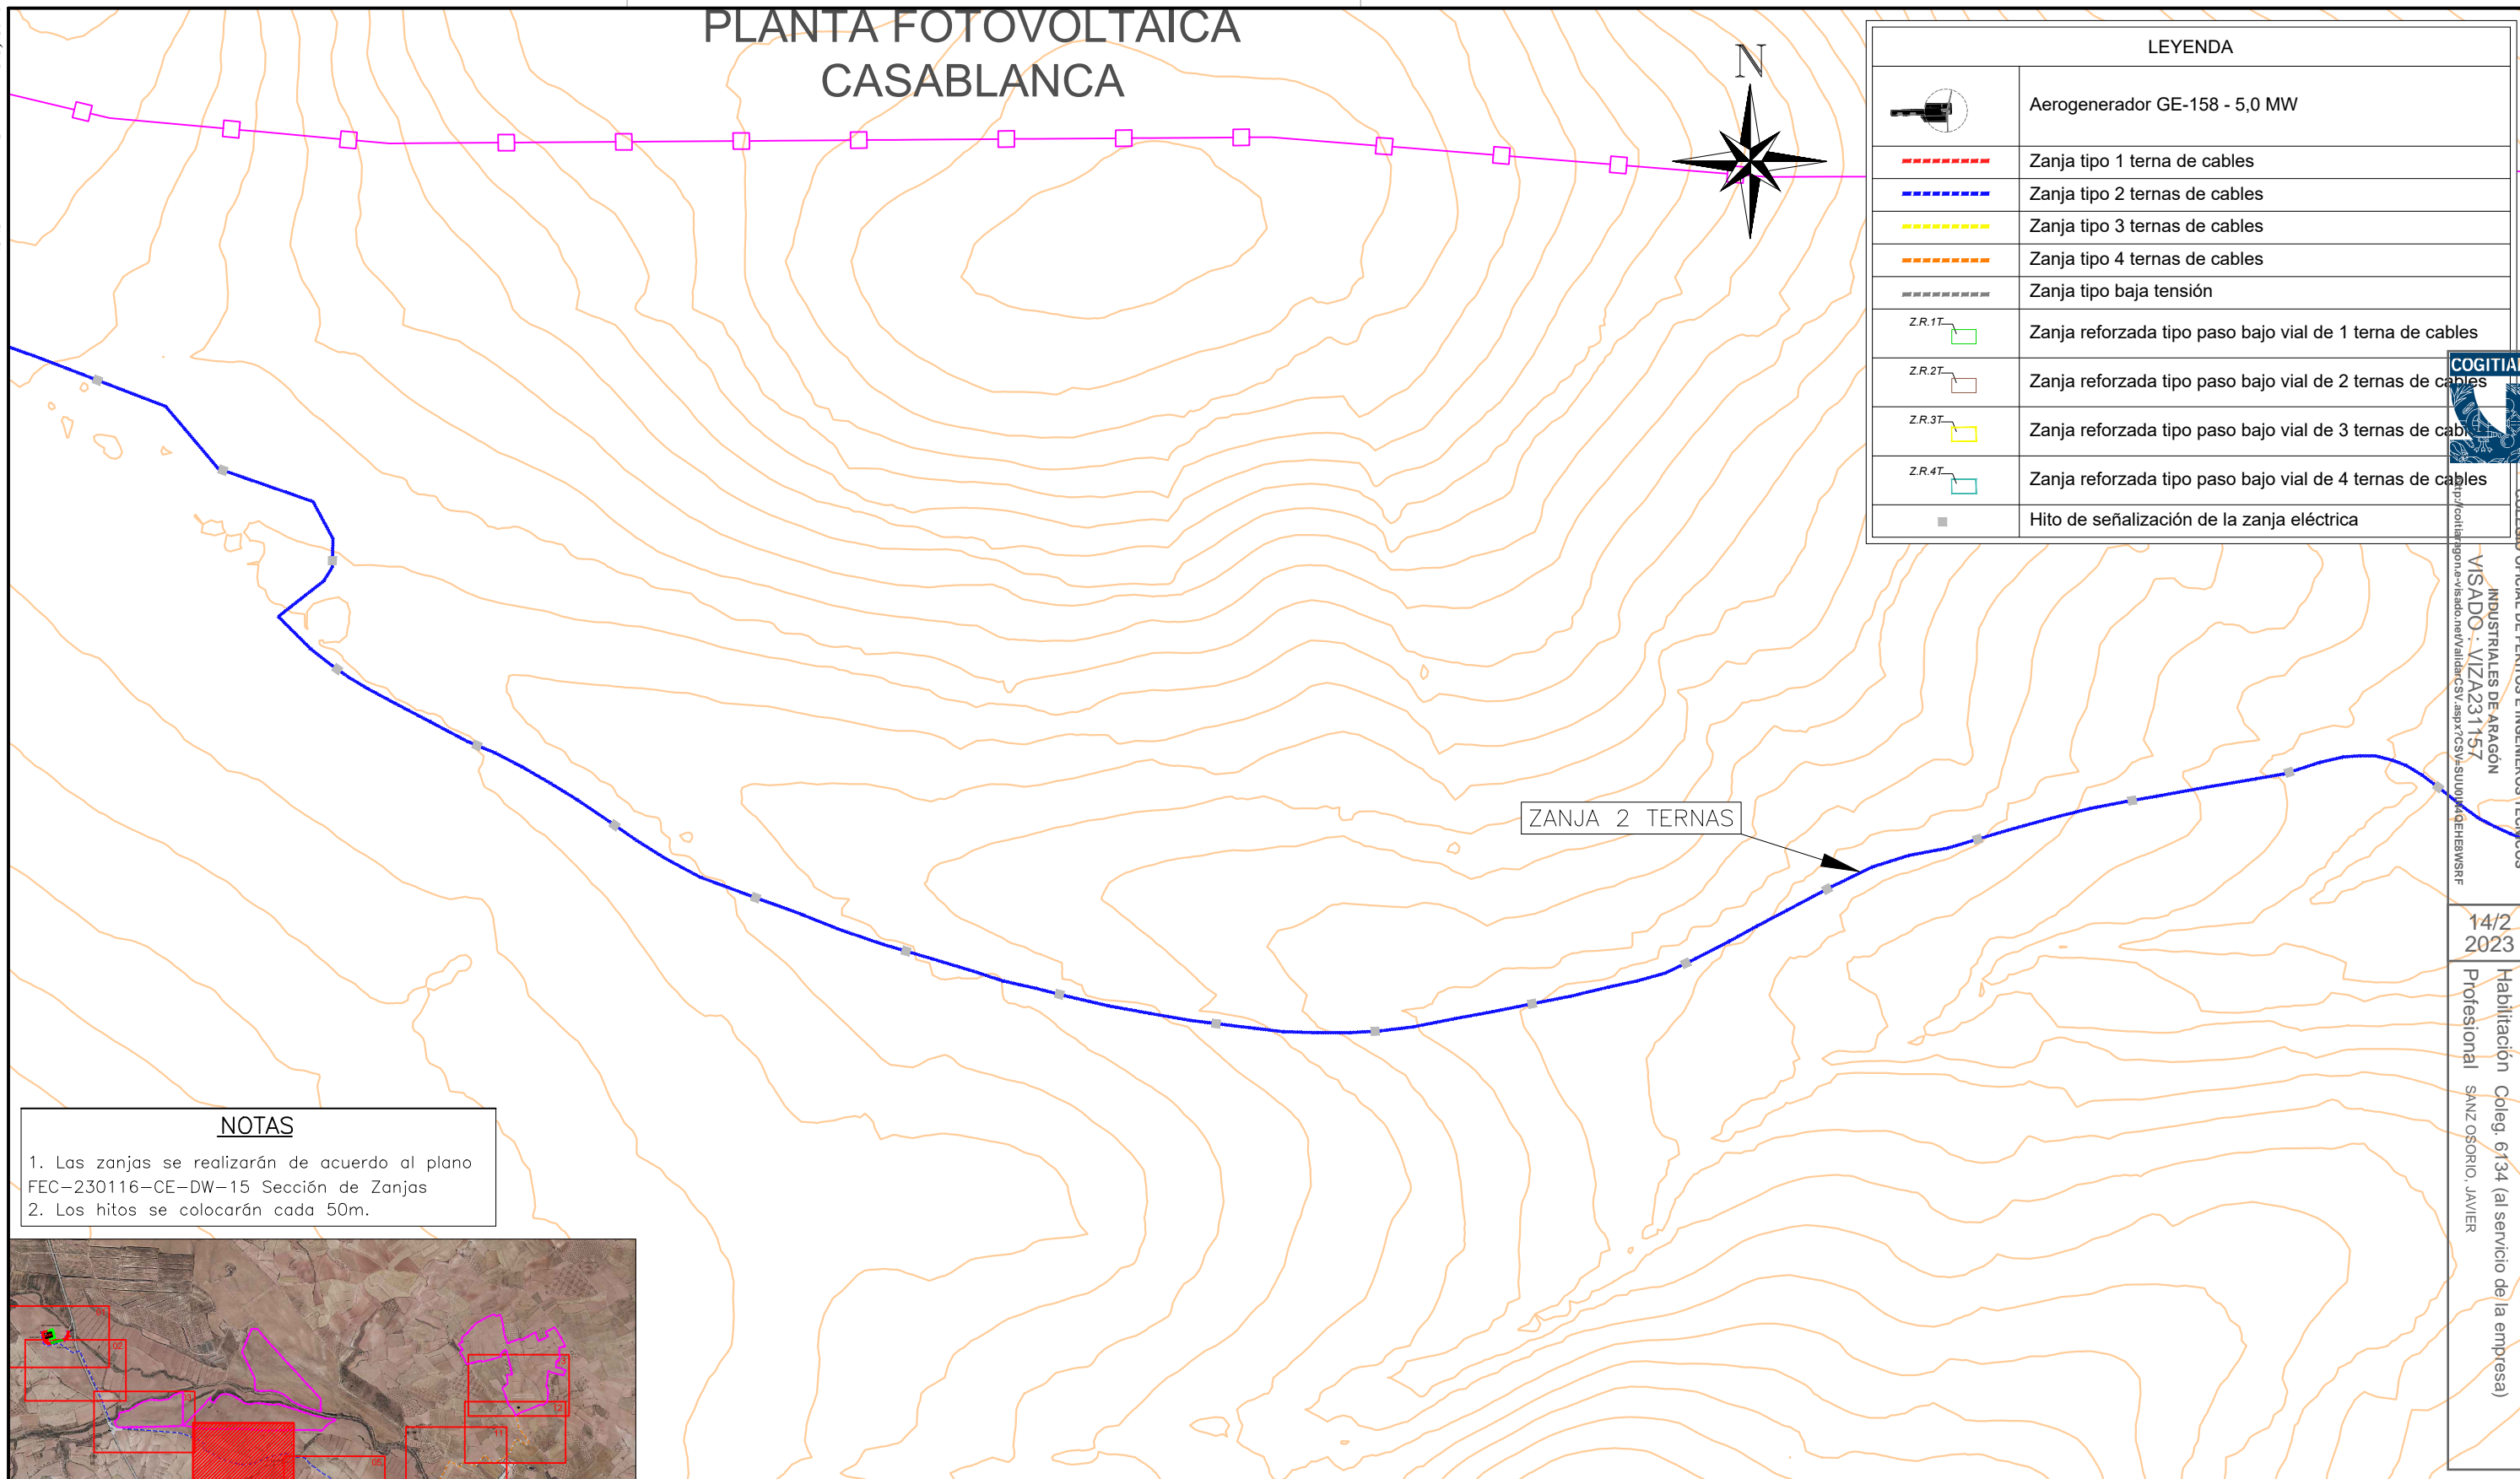 PLANTA FOTOVOLTAICA
CASABLANCA
N
LEYENDA
Aerogenerador GE-158 - 5,0 MW
Zanja tipo 1 terna de cables
Zanja tipo 2 ternas de cables
Zanja tipo 3 ternas de cables
Zanja tipo 4 ternas de cables
Zanja tipo baja tensión
Z.R.1T
Zanja reforzada tipo paso bajo vial de 1 terna de cables
Z.R.2T
Zanja reforzada tipo paso bajo vial de 2 ternas de cables
Z.R.3T
Zanja reforzada tipo paso bajo vial de 3 ternas de
Z.R.4T
Zanja reforzada tipo paso bajo vial de 4 ternas de cables
Hito de señalización de la zanja eléctrica
INDUSTRIALES DE ARAGÓN
VISADO : VIZA231157
14/2
2023
Habilitación Coleg. 6134 (al servicio de la empresa)
Profesional SANZ OSORIO, JAVIER
ZANJA 2 TERNAS
NOTAS
1. Las zanjas se realizarán de acuerdo al plano
FEC-230116-CE-DW-15 Sección de Zanjas
2. Los hitos se colocarán cada 50m.
02
05
11